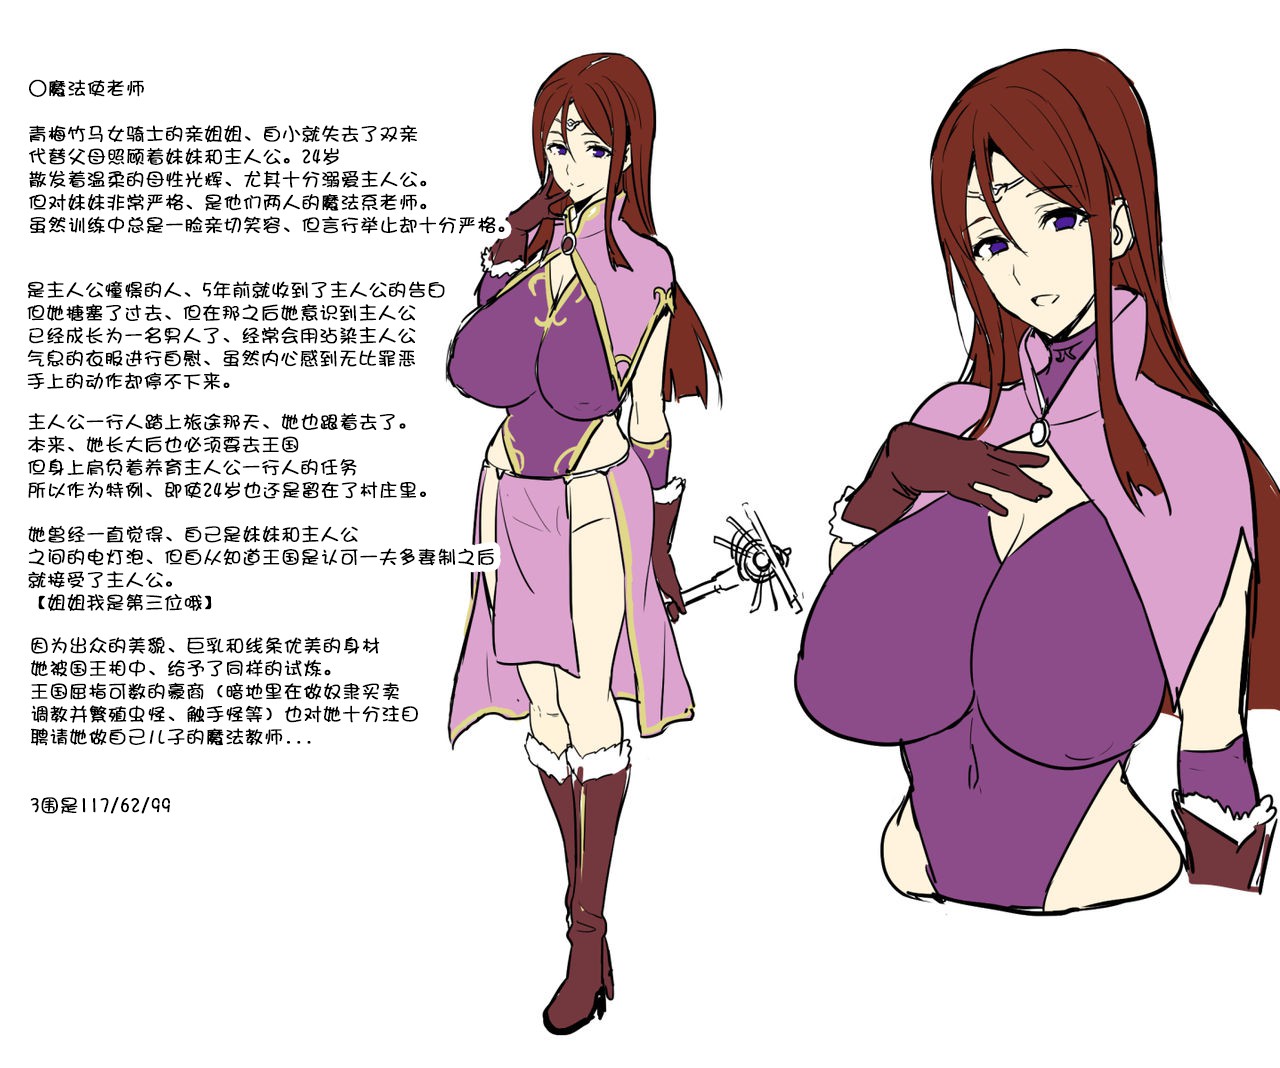 〇魔法使老师
青梅竹马女骑士的亲姐姐、自小就失去了双亲
代替父母照顾着妹妹和主人公。24岁
散发着温柔的母性光辉、尤其十分溺爱主人公。
但对妹妹非常严格、是他们两人的魔法系老师。
虽然训练中总是一脸亲切笑容、但言行举止却十分严格。
是主人公憧憬的人、5年前就收到了主人公的告白
但她搪塞了过去、但在那之后她意识到主人公
已经成长为一名男人了、经常会用沾染主人公
气息的衣服进行自慰、虽然内心感到无比罪恶
手上的动作却停不下来。
主人公一行人踏上旅途那天、她也跟着去了。
本来、她长大后也必须要去王国
但身上肩负着养育主人公一行人的任务
所以作为特例、即使24岁也还是留在了村庄里。
她曾经一直觉得、自己是妹妹和主人公
之间的电灯泡、但自从知道王国是认可一夫多妻制之后
就接受了主人公。
【姐姐我是第三位哦】
因为出众的美貌、巨乳和线条优美的身材
她被国王相中、给予了同样的试炼。
王国屈指可数的豪商（暗地里在做奴隶买卖
调教并繁殖虫怪、触手怪等）也对她十分注目
聘请她做自己儿子的魔法教师...
3围是117/62/99